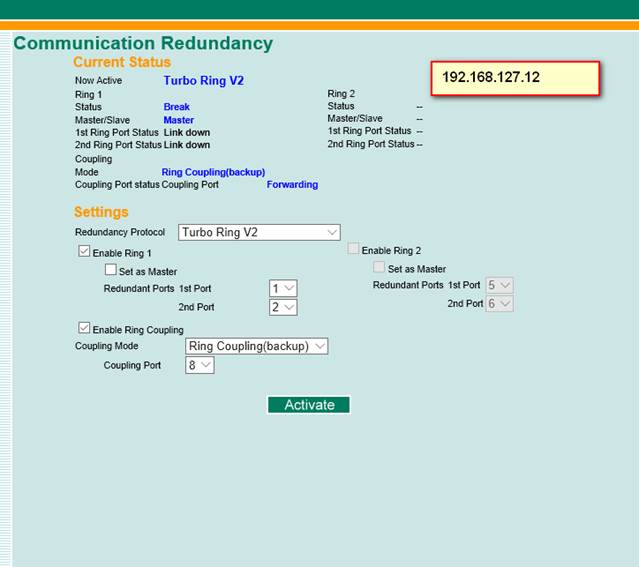 Communication Redundancy
Current Status
192.168.127.12
Now Active Turbo Ring V2
Ring 1 Ring 2
Status Break Status --
Master/Slave Master Master/Slave --
1st Ring Port Status Link down 1st Ring Port Status --
2nd Ring Port Status Link down 2nd Ring Port Status --
Coupling
Mode Ring Coupling(backup)
Coupling Port status Coupling Port Forwarding
Settings
Redundancy Protocol Turbo Ring V2
Enable Ring 1 Enable Ring 2
Set as Master Set as Master
Redundant Ports 1st Port 1 Redundant Ports 1st Port 5
2nd Port 2 2nd Port 6
Enable Ring Coupling
Coupling Mode Ring Coupling(backup)
Coupling Port 8
Activate